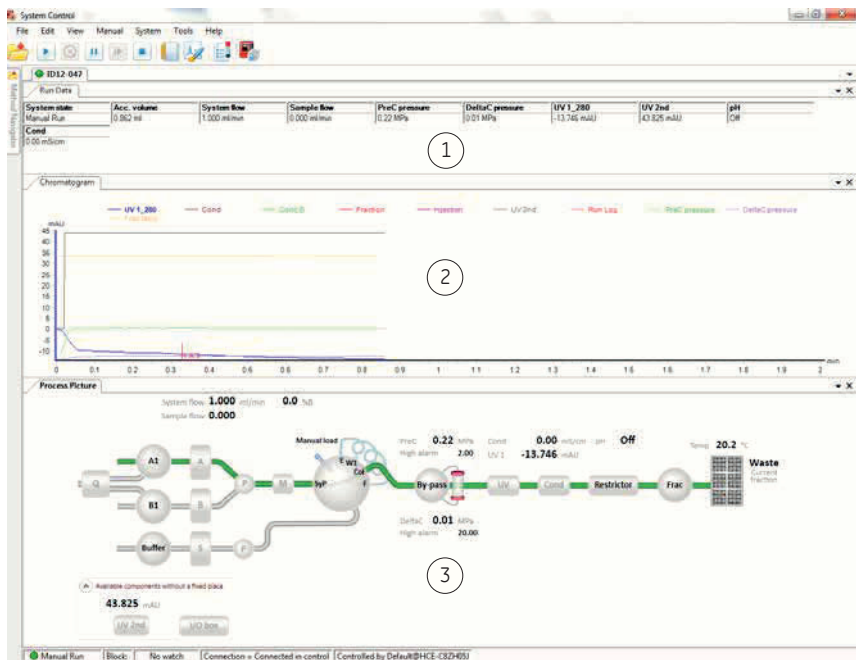 System Control
File Edit View Manual System Tools Help
ID12-047
Manual Navigator
Run Data
System state Acc. volume System flow Sample flow PreC pressure DeltaC pressure UV 1_280 UV 2nd pH
Manual Run 0.862 ml 1.000 ml/min 0.000 ml/min 0.22 MPa 0.01 MPa -13.746 mAU 43.825 mAU Off
Cond
0.00 mS/cm
1
Chromatogram
UV 1_280 Cond Conc B Fraction Injection UV 2nd Run Log PreC pressure DeltaC pressure
mAU
45
40
35
30
25
20
15
10
5
0
-5
-10
0 0.1 0.2 0.3 0.4 0.5 0.6 0.7 0.8 0.9 1 1.1 1.2 1.3 1.4 1.5 1.6 1.7 1.8 1.9 2 min
2
Process Picture
System flow 1.000 ml/min 0.0 %B
Sample flow 0.000
Manual load
PreC 0.22 MPa Cond 0.00 mS/cm pH Off Temp 20.2 °C
High alarm 2.00 UV 1 -13.746 mAU
E W1
Col
F
SyP
Q A1 A P M By-pass UV Cond Restrictor Frac Waste
Current
fraction
B1 B
Buffer S P
DeltaC 0.01 MPa
High alarm 20.00
3
Available components without a fixed place
43.825 mAU
UV 2nd I/O box
Manual Run Block: No watch Connection = Connected in control Controlled by Default@HCE-C8ZH05J